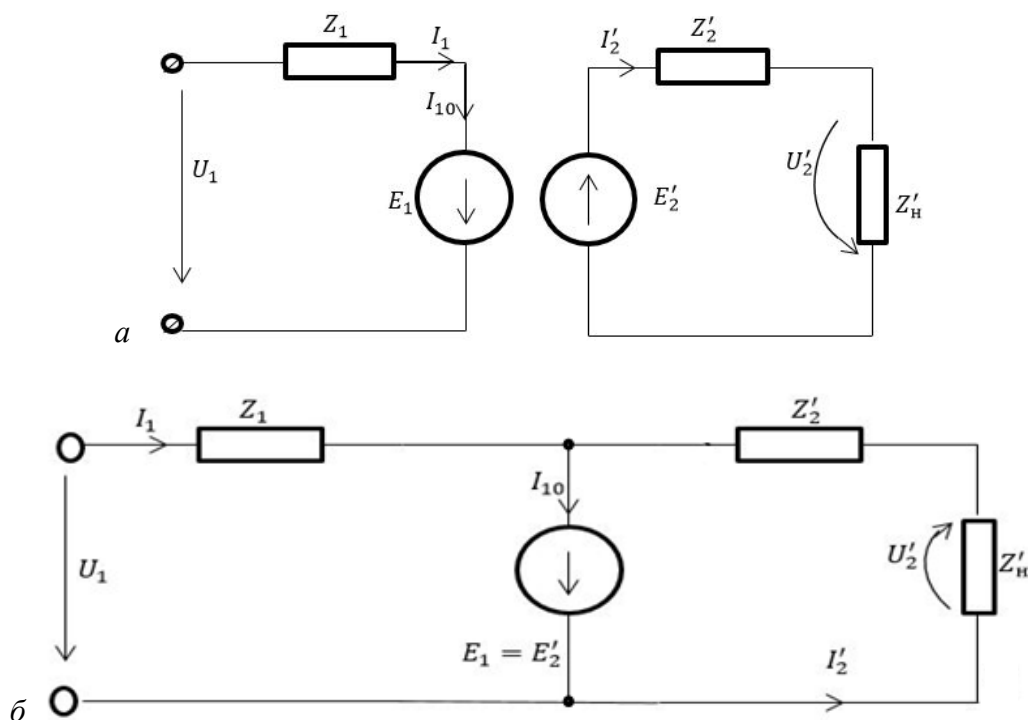 Z₁ I₁ I′₂ Z′₂
I₁₀
U₁ E₁ E′₂ U′₂ Z′ₙ
а
I₁ Z₁ Z′₂
I₁₀
U₁ U′₂ Z′ₙ
E₁ = E′₂ I′₂
б